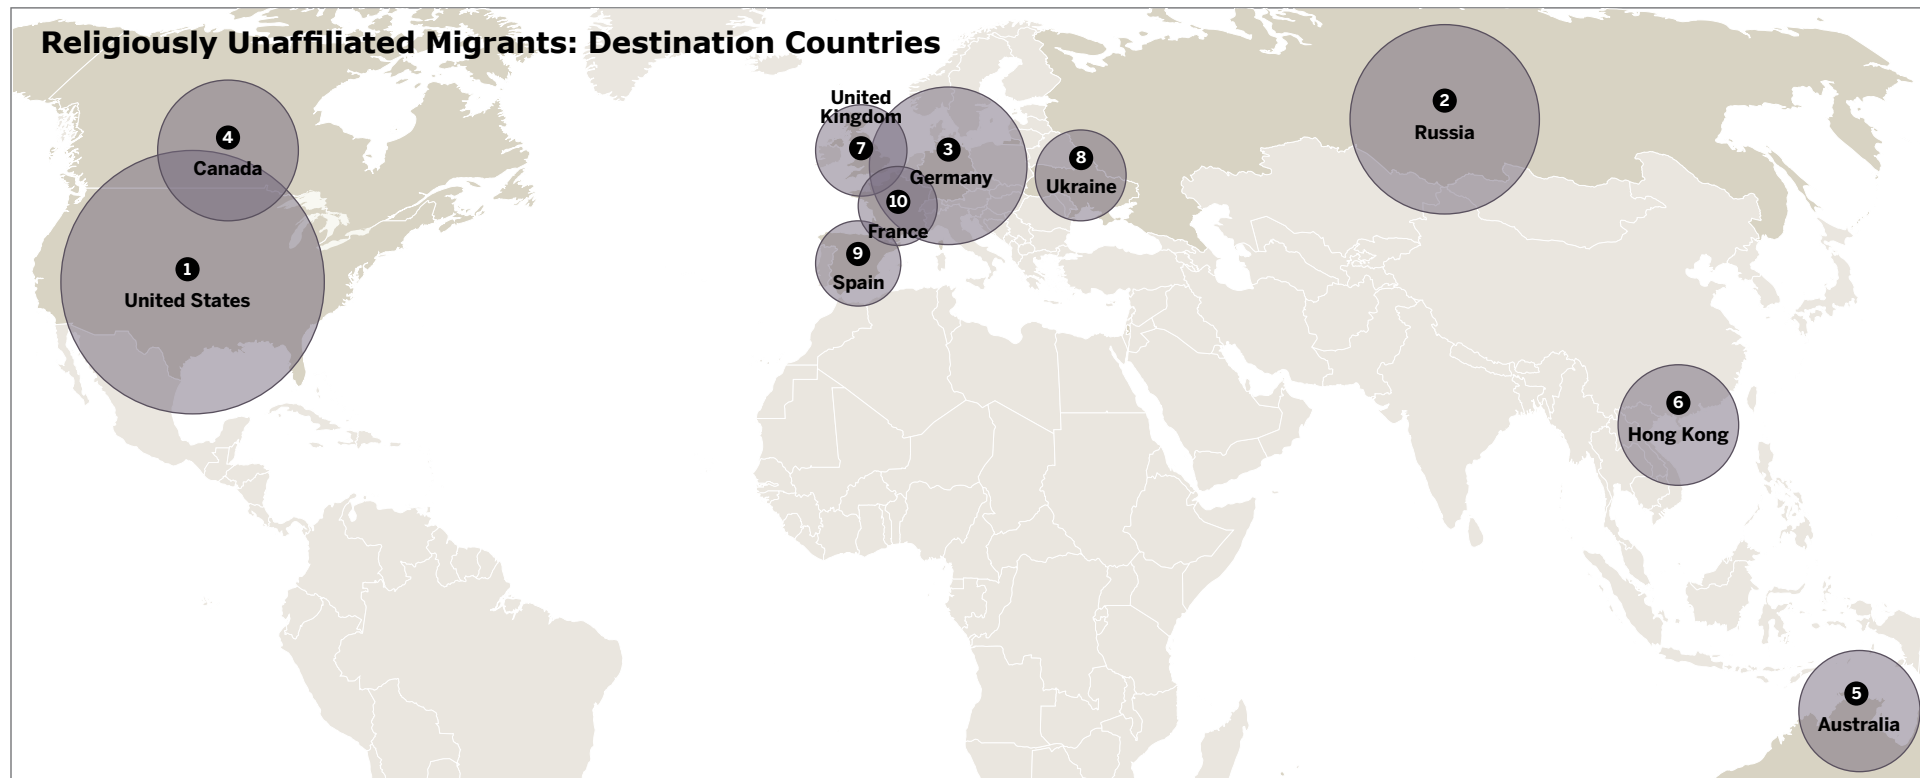 Religiously Unaffiliated Migrants: Destination Countries
4
Canada
1
United States
United
Kingdom
7
3
Germany
10
France
9
Spain
8
Ukraine
2
Russia
6
Hong Kong
5
Australia